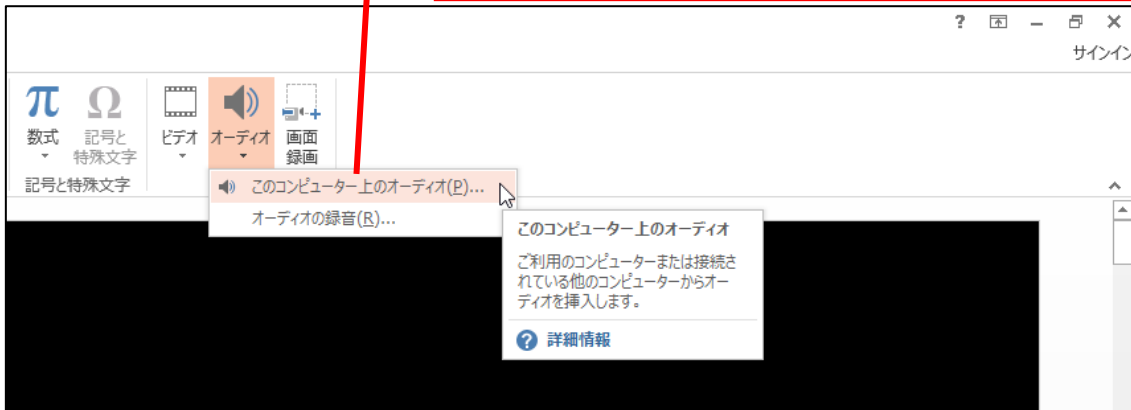 ?
サインイン
π Ω
数式 記号と 特殊文字 ビデオ オーディオ 画面 録画
記号と特殊文字
このコンピューター上のオーディオ(P)...
オーディオの録音(R)...
このコンピューター上のオーディオ
ご利用のコンピューターまたは接続さ
れている他のコンピューターからオー
ディオを挿入します。
? 詳細情報